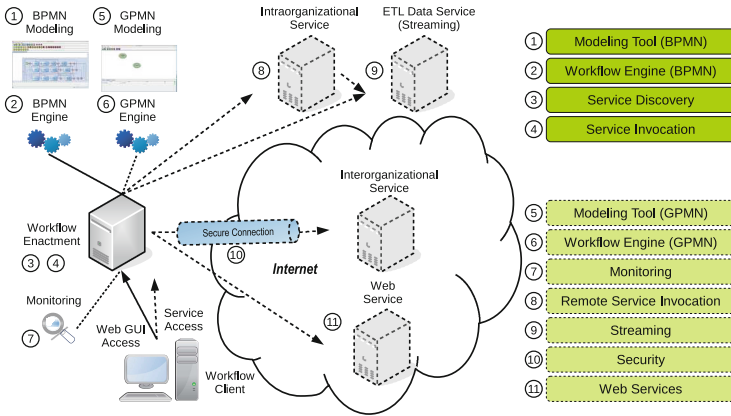 1 BPMN
Modeling
5 GPMN
Modeling
2 BPMN
Engine
6 GPMN
Engine
Intraorganizational
Service
8
ETL Data Service
(Streaming)
9
Workflow
Enactment
3 4
Monitoring
7
Web GUI
Access
Service
Access
Workflow
Client
Secure Connection
10
Internet
Interorganizational
Service
Web
Service
11
1 Modeling Tool (BPMN)
2 Workflow Engine (BPMN)
3 Service Discovery
4 Service Invocation
5 Modeling Tool (GPMN)
6 Workflow Engine (GPMN)
7 Monitoring
8 Remote Service Invocation
9 Streaming
10 Security
11 Web Services